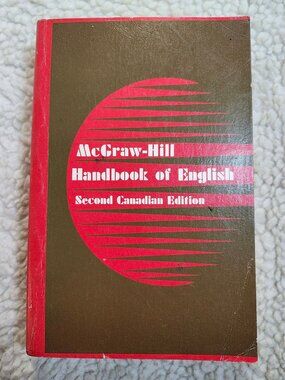 McGraw-Hill
Handbook of English
Second Canadian Edition